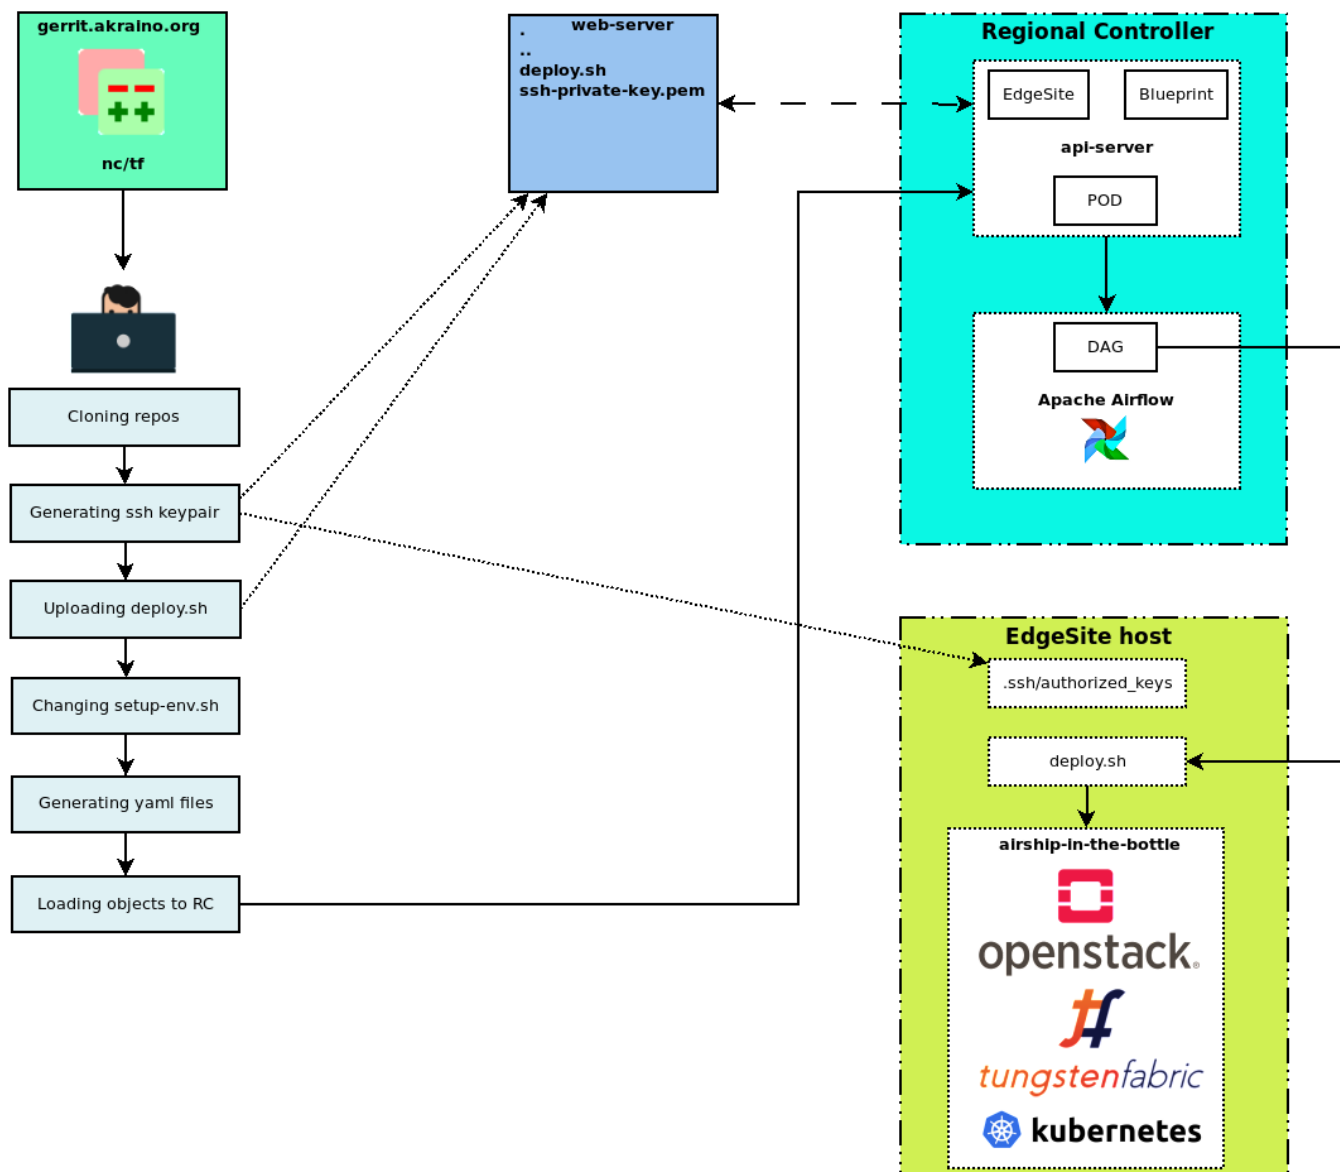 gerrit.akraino.org
nc/tf
Cloning repos
Generating ssh keypair
Uploading deploy.sh
Changing setup-env.sh
Generating yaml files
Loading objects to RC
web-server
.
..
deploy.sh
ssh-private-key.pem
Regional Controller
EdgeSite
Blueprint
api-server
POD
DAG
Apache Airflow
EdgeSite host
.ssh/authorized_keys
deploy.sh
airship-in-the-bottle
openstack®
tf
tungstenfabric
kubernetes